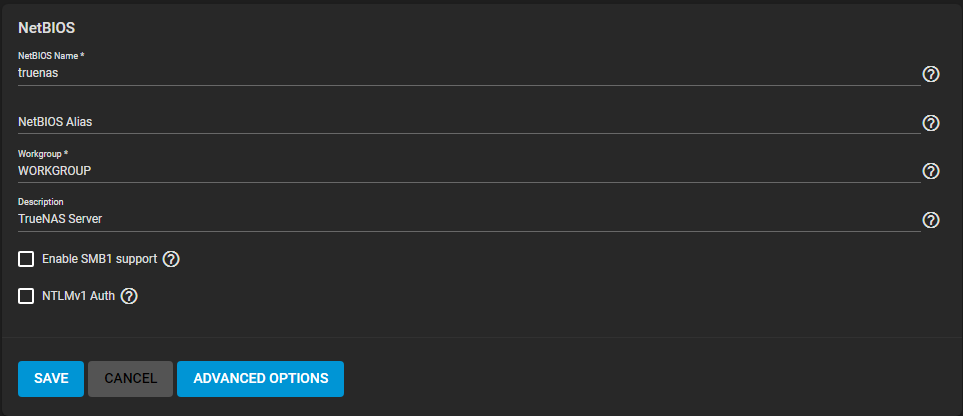 NetBIOS
NetBIOS Name *
truenas
NetBIOS Alias
Workgroup *
WORKGROUP
Description
TrueNAS Server
Enable SMB1 support
NTLMv1 Auth
SAVE CANCEL ADVANCED OPTIONS